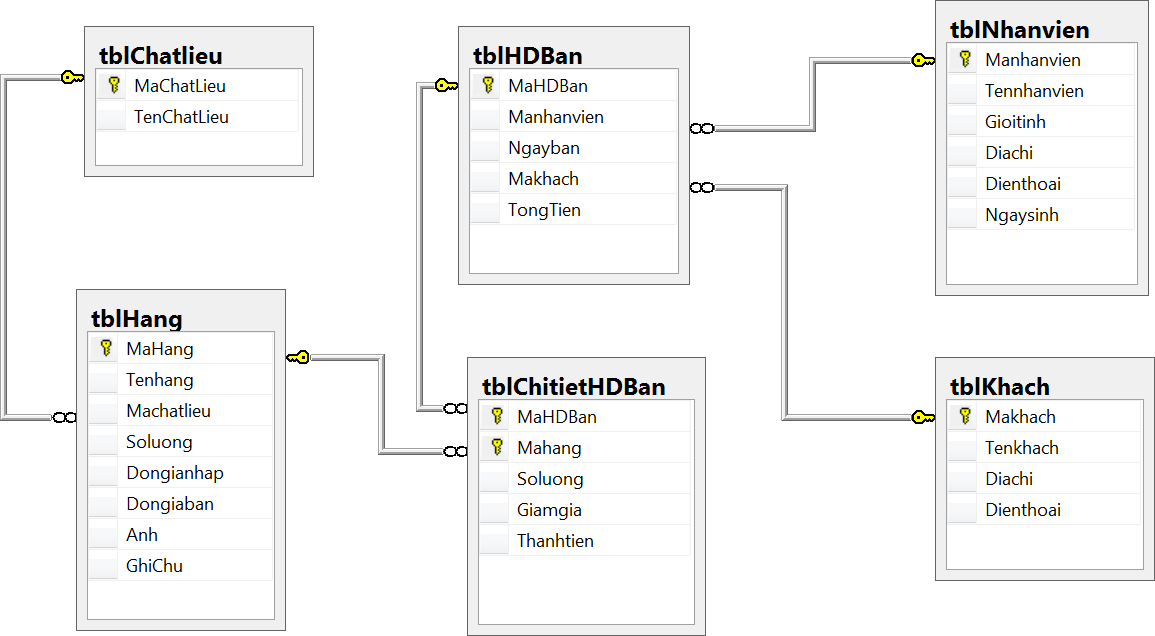 tblChatlieu
MaChatLieu
TenChatLieu
tblHDBan
MaHDBan
Manhanvien
Ngayban
Makhach
TongTien
tblNhanvien
Manhanvien
Tennhanvien
Gioitinh
Diachi
Dienthoai
Ngaysinh
tblHang
MaHang
Tenhang
Machatlieu
Soluong
Dongianhap
Dongiaban
Anh
GhiChu
tblChitietHDBan
MaHDBan
Mahang
Soluong
Giamgia
Thanhtien
tblKhach
Makhach
Tenkhach
Diachi
Dienthoai